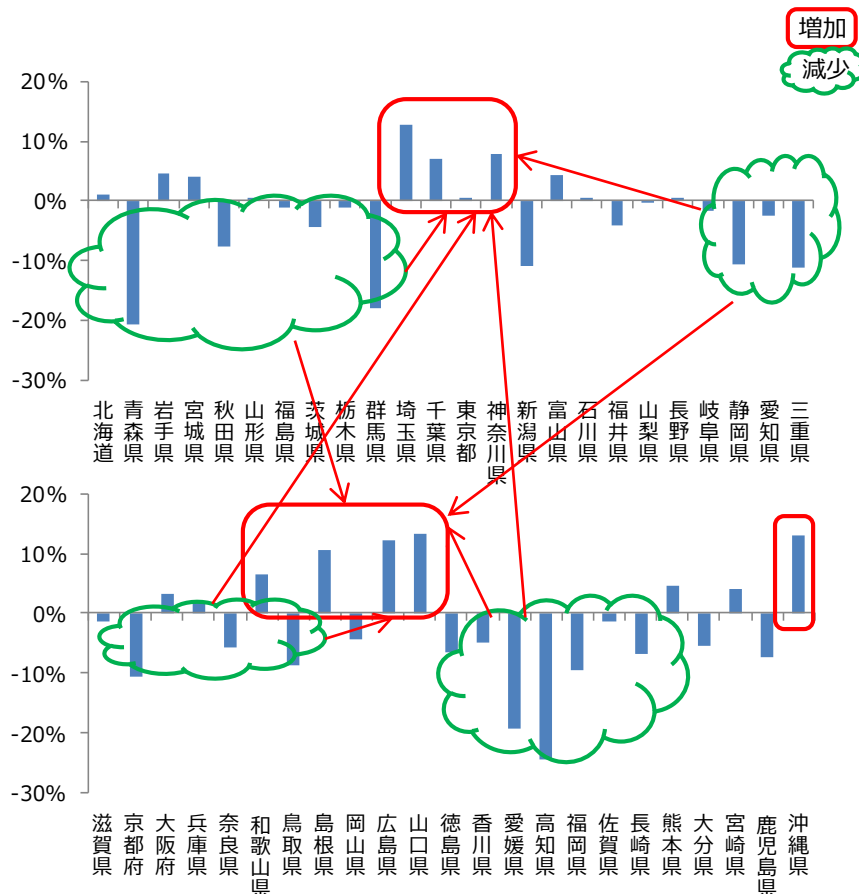 増加
減少
20%
10%
0%
-10%
-20%
-30%
北海道
青森県
岩手県
宮城県
秋田県
山形県
福島県
茨城県
栃木県
群馬県
埼玉県
千葉県
東京都
神奈川県
新潟県
富山県
石川県
福井県
山梨県
長野県
岐阜県
静岡県
愛知県
三重県
20%
10%
0%
-10%
-20%
-30%
滋賀県
京都府
大阪府
兵庫県
奈良県
和歌山県
鳥取県
島根県
岡山県
広島県
山口県
徳島県
香川県
愛媛県
高知県
福岡県
佐賀県
長崎県
熊本県
大分県
宮崎県
鹿児島県
沖縄県